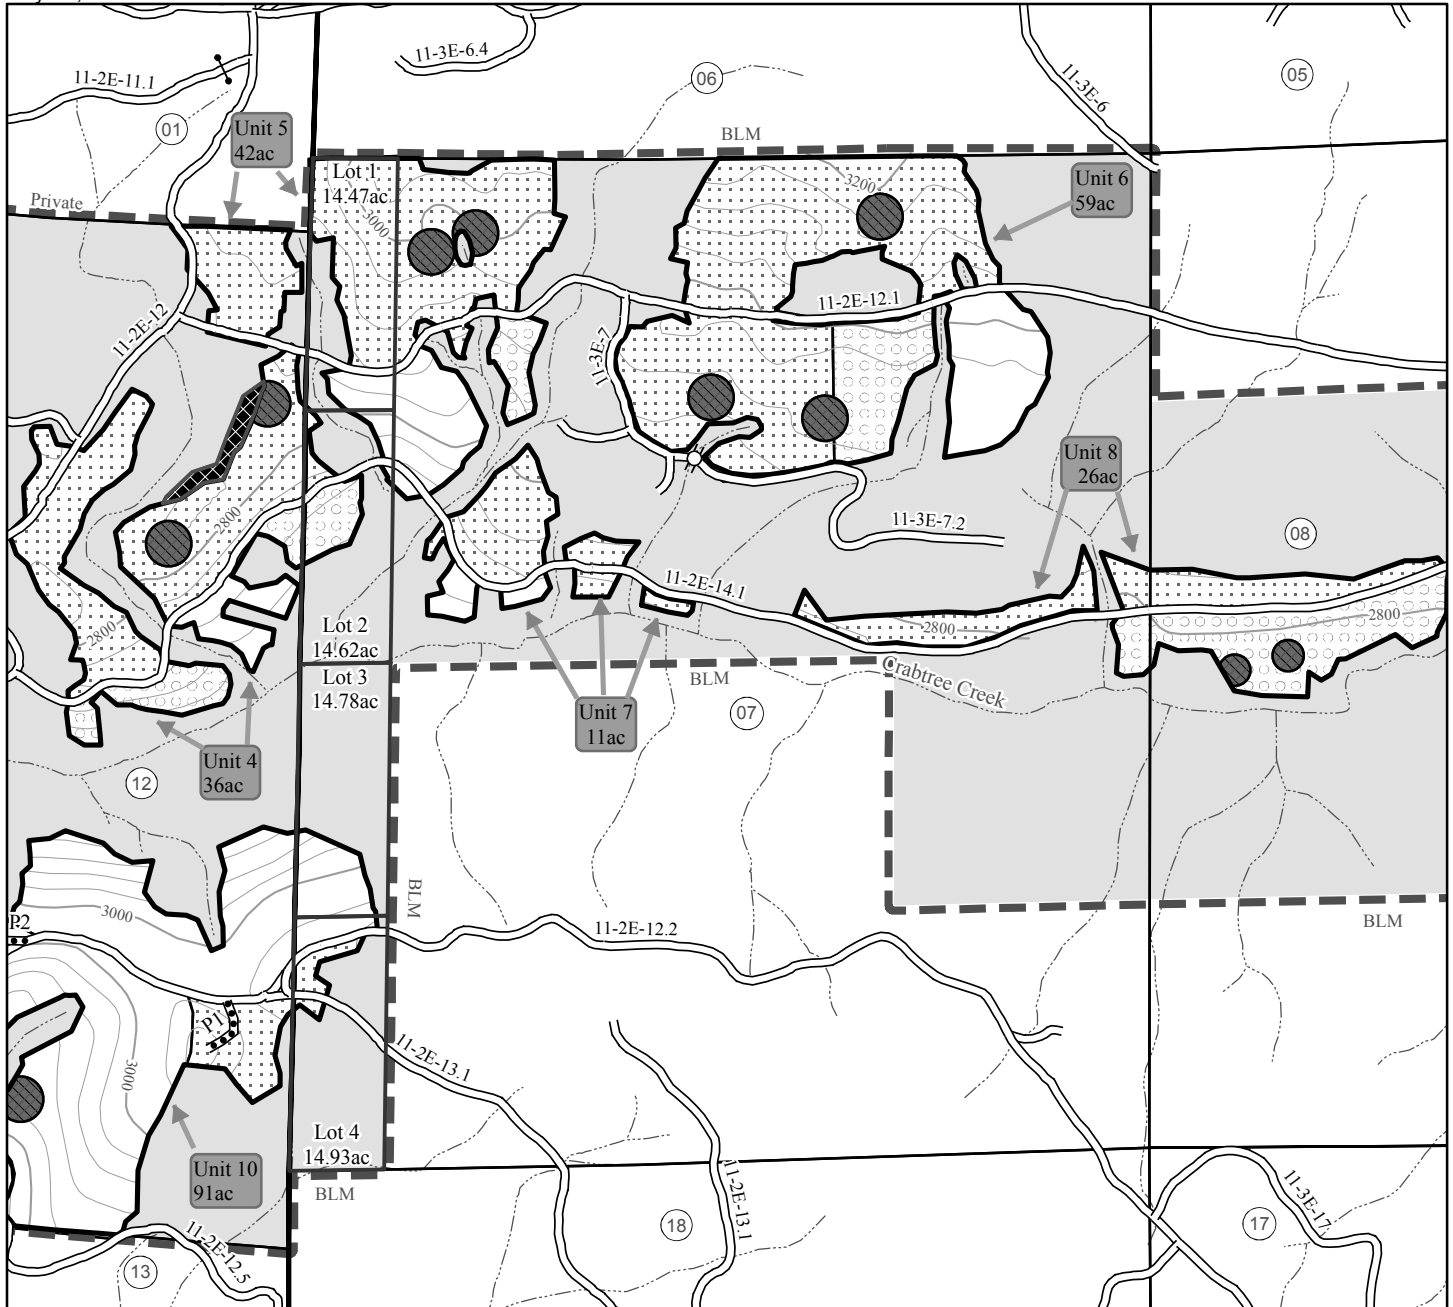 11-3E-6.4
11-2E-11.1
06
11-3E-6
05
01
Unit 5
42ac
BLM
Lot 1
14.47ac
3200
Unit 6
59ac
Private
3000
11-2E-12
11-2E-12.1
11-3E-7
Unit 8
26ac
2800
11-3E-7.2
08
11-2E-14.1
2800
2800
2800
Lot 2
14.62ac
Lot 3
14.78ac
BLM
Crabtree Creek
Unit 7
11ac
07
Unit 4
36ac
12
BLM
P2
3000
11-2E-12.2
BLM
P1
3000
11-2E-13.1
Lot 4
14.93ac
Unit 10
91ac
BLM
11-2E-13.1
11-3E-17
18
17
11-2E-12.5
13